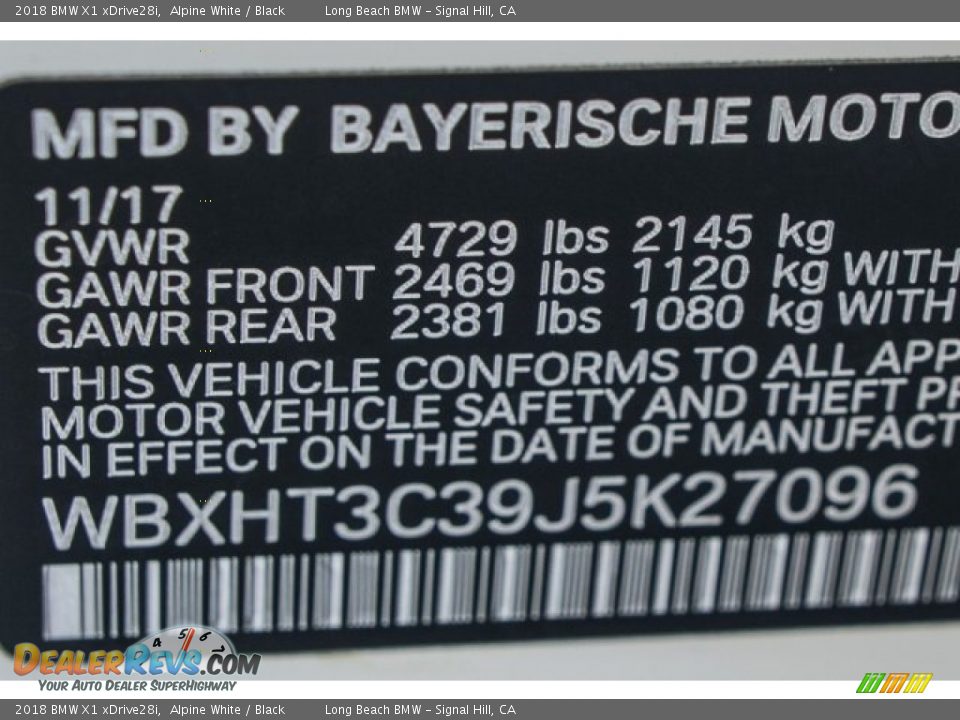 2018 BMW X1 xDrive28i, Alpine White / Black Long Beach BMW - Signal Hill, CA
MFD BY BAYERISCHE MOTO
11/17
GVWR 4729 lbs 2145 kg
GAWR FRONT 2469 lbs 1120 kg WITH
GAWR REAR 2381 lbs 1080 kg WITH
THIS VEHICLE CONFORMS TO ALL APP
MOTOR VEHICLE SAFETY AND THEFT PR
IN EFFECT ON THE DATE OF MANUFACT
WBXHT3C39J5K27096
4 5 6 7
DEALERREVS.COM
YOUR AUTO DEALER SUPERHIGHWAY
2018 BMW X1 xDrive28i, Alpine White / Black Long Beach BMW - Signal Hill, CA